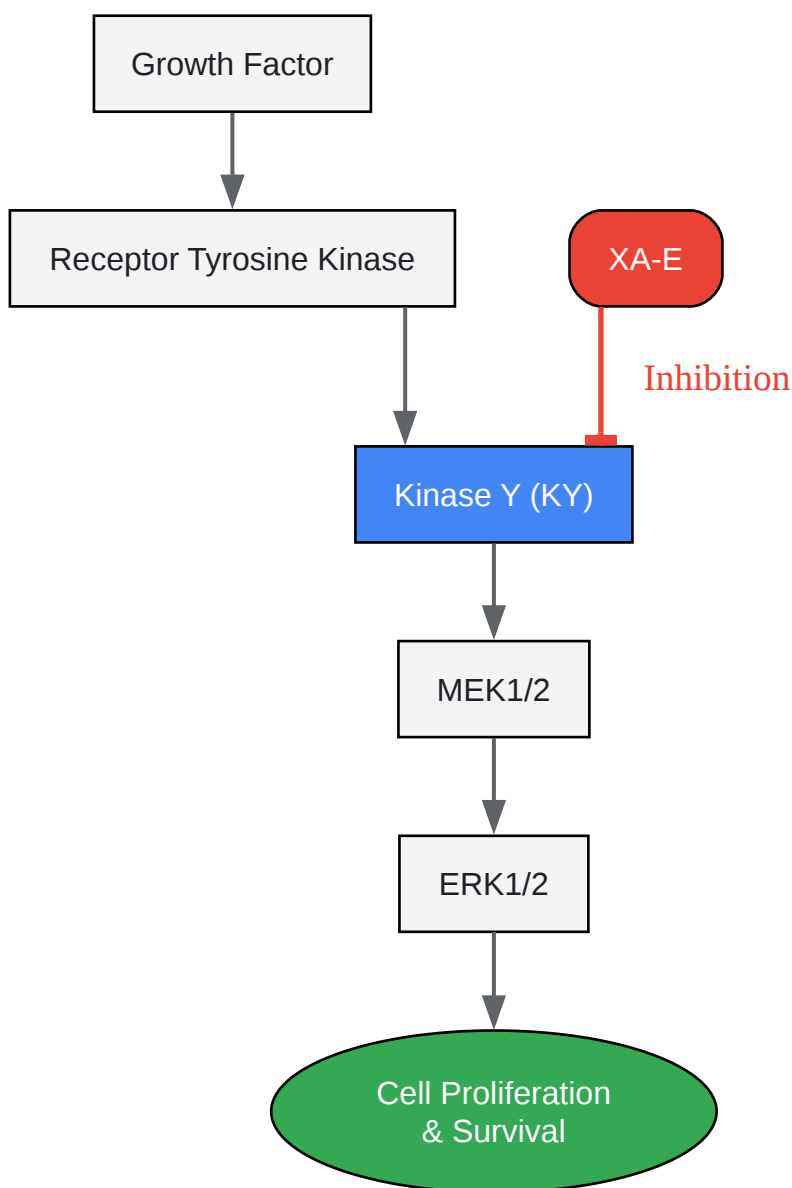 Growth Factor
Receptor Tyrosine Kinase
XA-E
Inhibition
Kinase Y (KY)
MEK1/2
ERK1/2
Cell Proliferation
& Survival